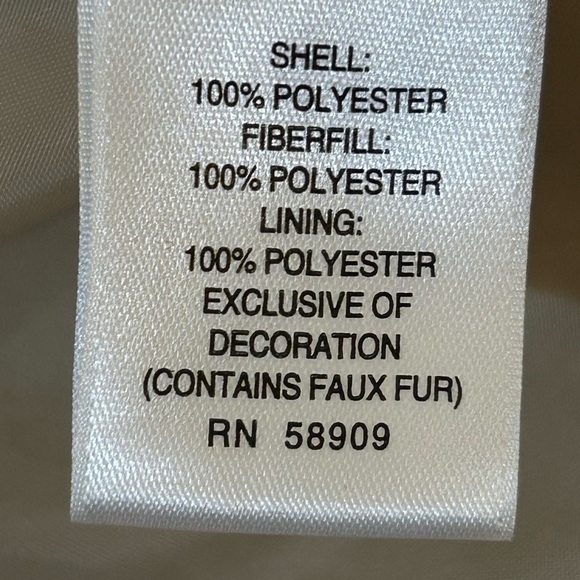 SHELL:
100% POLYESTER
FIBERFILL:
100% POLYESTER
LINING:
100% POLYESTER
EXCLUSIVE OF
DECORATION
(CONTAINS FAUX FUR)
RN 58909